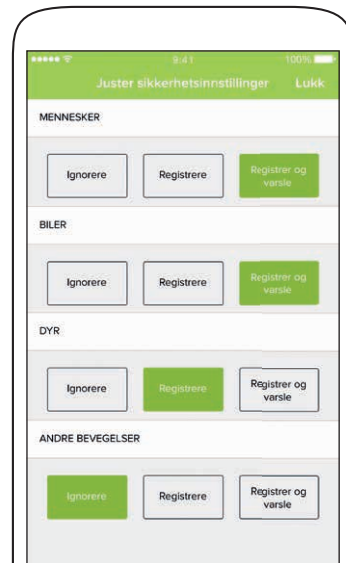 9:41 100%
Juster sikkerhetsinnstillinger Lukk
MENNESKER
Ignorere Registrere Registrer og
varsle
BILER
Ignorere Registrere Registrer og
varsle
DYR
Ignorere Registrere Registrer og
varsle
ANDRE BEVEGELSER
Ignorere Registrere Registrer og
varsle